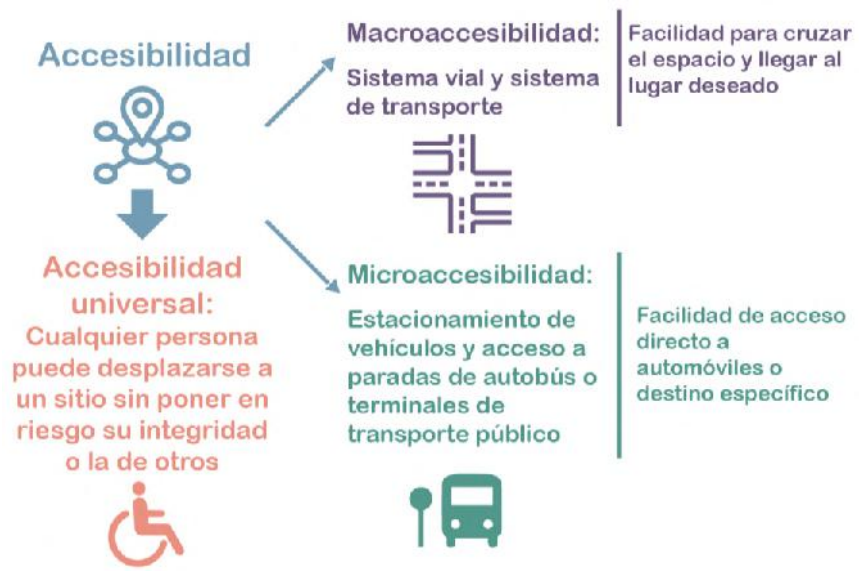 Accesibilidad
Accesibilidad
universal:
Cualquier persona
puede desplazarse a
un sitio sin poner en
riesgo su integridad
o la de otros
Macroaccesibilidad:
Sistema vial y sistema
de transporte
Facilidad para cruzar
el espacio y llegar al
lugar deseado
Microaccesibilidad:
Estacionamiento de
vehículos y acceso a
paradas de autobús o
terminales de
transporte público
Facilidad de acceso
directo a
automóviles o
destino específico